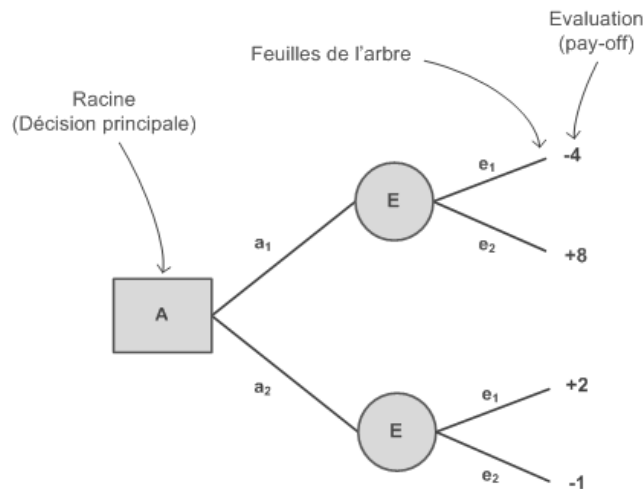 Evaluation
(pay-off)
Feuilles de l'arbre
Racine
(Décision principale)
e₁
-4
E
a₁
e₂
+8
A
a₂
e₁
+2
E
e₂
-1